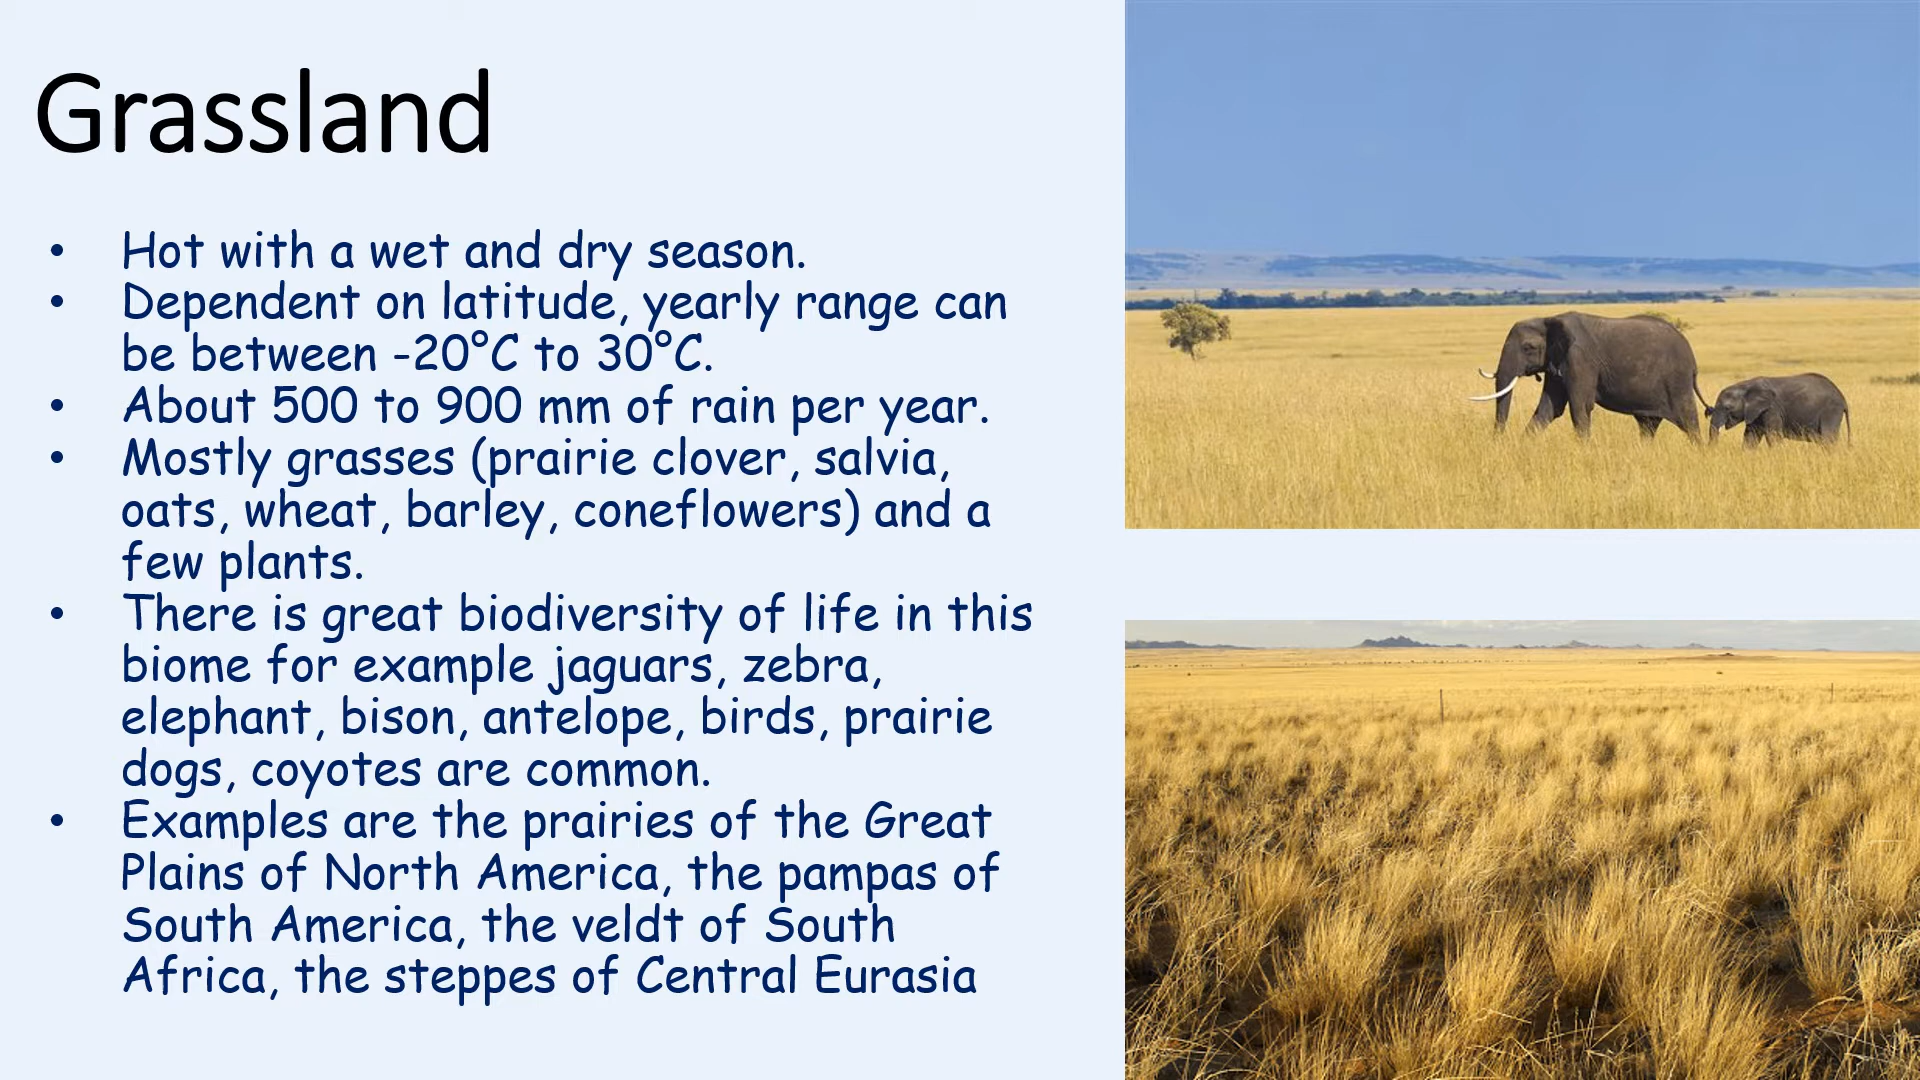 Grassland
• Hot with a wet and dry season.
• Dependent on latitude, yearly range can
be between -20°C to 30°C.
• About 500 to 900 mm of rain per year.
• Mostly grasses (prairie clover, salvia,
oats, wheat, barley, coneflowers) and a
few plants.
• There is great biodiversity of life in this
biome for example jaguars, zebra,
elephant, bison, antelope, birds, prairie
dogs, coyotes are common.
• Examples are the prairies of the Great
Plains of North America, the pampas of
South America, the veldt of South
Africa, the steppes of Central Eurasia